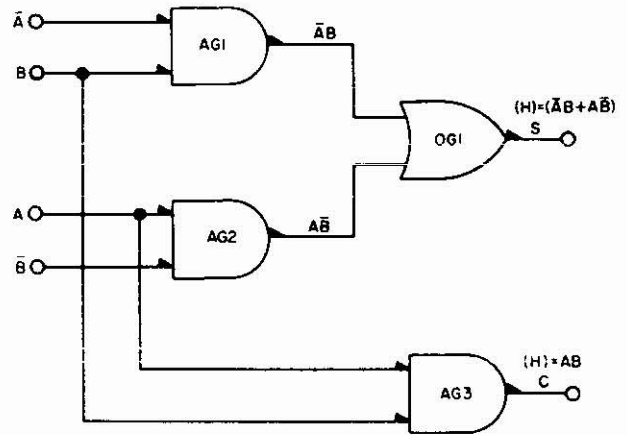 Ā
AG1
ĀB
B
(H)=(ĀB+AB̄)
S
OG1
A
AG2
AB̄
B̄
(H)=AB
C
AG3